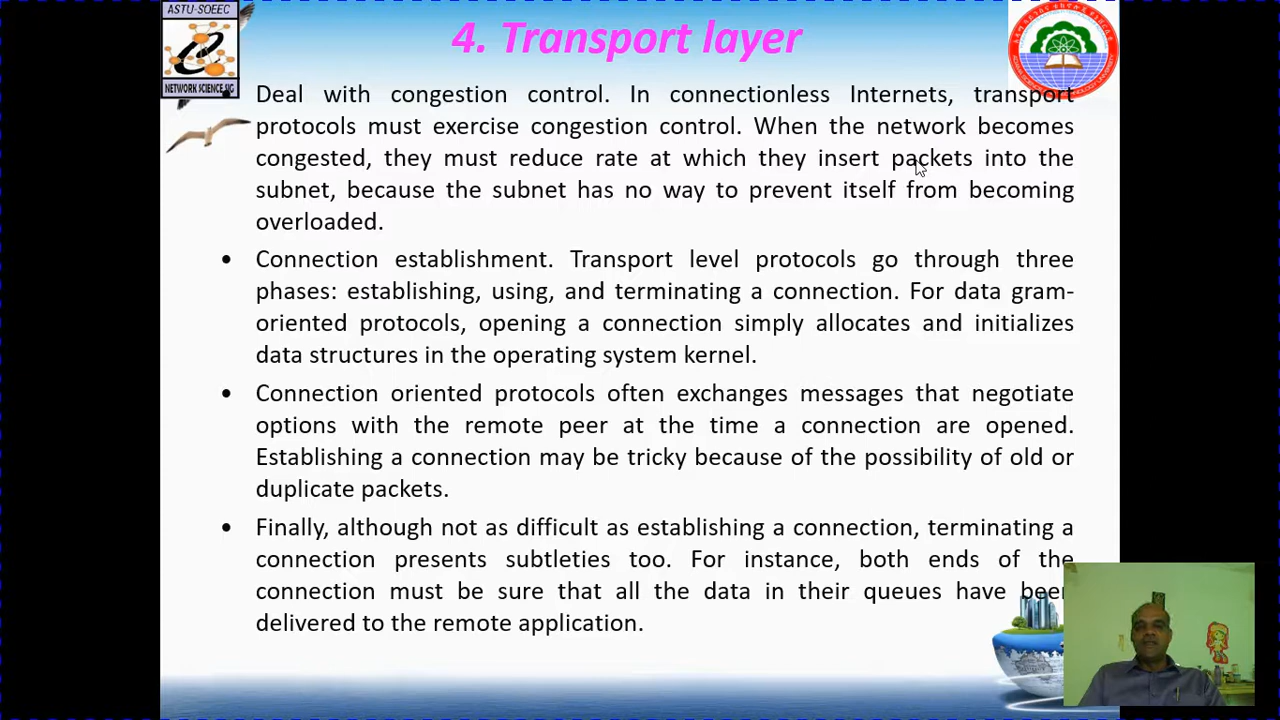 ASTU-SOEEC
NETWORK SCIENCE SIG
4. Transport layer
Deal with congestion control. In connectionless Internets, transport
protocols must exercise congestion control. When the network becomes
congested, they must reduce rate at which they insert packets into the
subnet, because the subnet has no way to prevent itself from becoming
overloaded.
• Connection establishment. Transport level protocols go through three
phases: establishing, using, and terminating a connection. For data gram-
oriented protocols, opening a connection simply allocates and initializes
data structures in the operating system kernel.
• Connection oriented protocols often exchanges messages that negotiate
options with the remote peer at the time a connection are opened.
Establishing a connection may be tricky because of the possibility of old or
duplicate packets.
• Finally, although not as difficult as establishing a connection, terminating a
connection presents subtleties too. For instance, both ends of the
connection must be sure that all the data in their queues have been
delivered to the remote application.